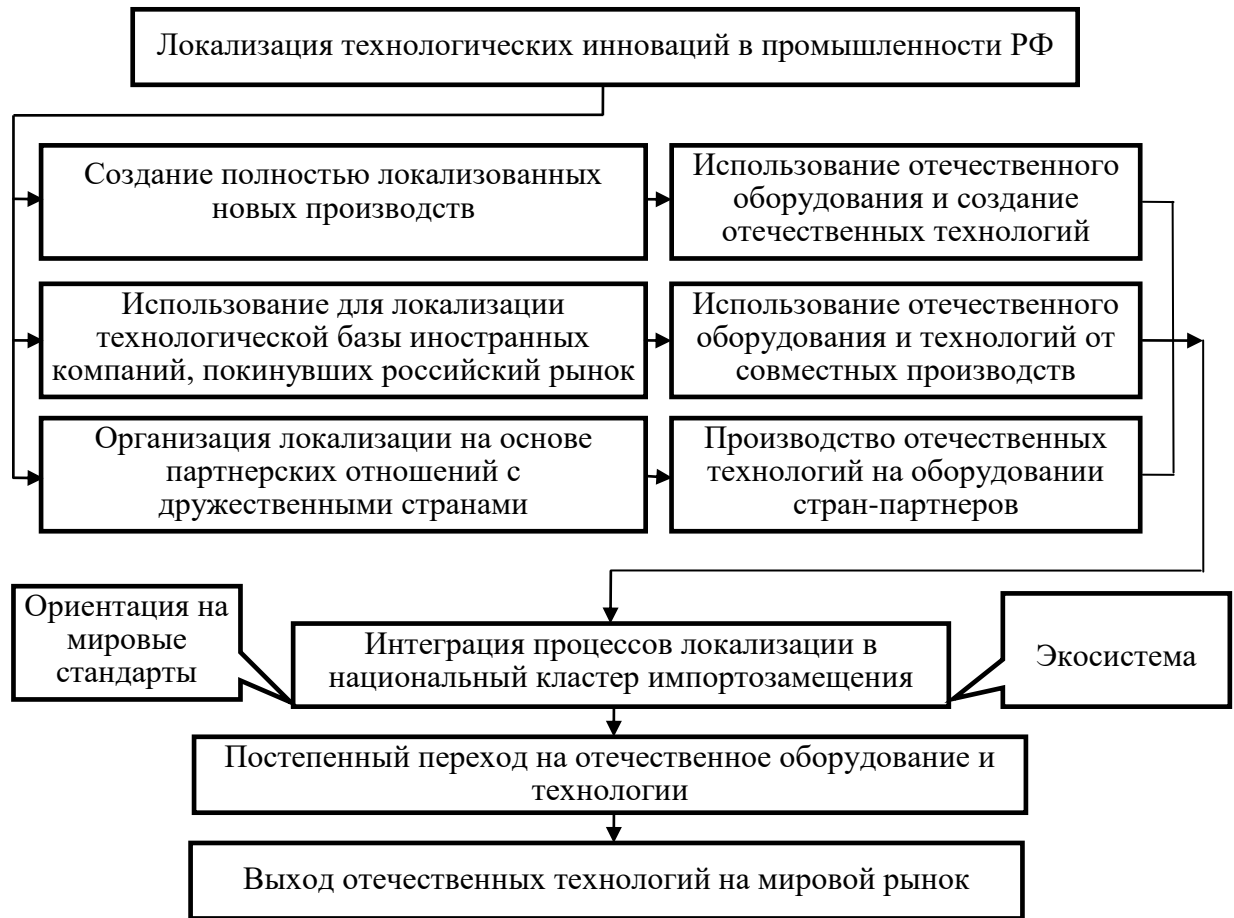 Локализация технологических инноваций в промышленности РФ
Создание полностью локализованных
новых производств
Использование отечественного
оборудования и создание
отечественных технологий
Использование для локализации
технологической базы иностранных
компаний, покинувших российский рынок
Использование отечественного
оборудования и технологий от
совместных производств
Организация локализации на основе
партнерских отношений с
дружественными странами
Производство отечественных
технологий на оборудовании
стран-партнеров
Ориентация на
мировые
стандарты
Интеграция процессов локализации в
национальный кластер импортозамещения
Экосистема
Постепенный переход на отечественное оборудование и
технологии
Выход отечественных технологий на мировой рынок